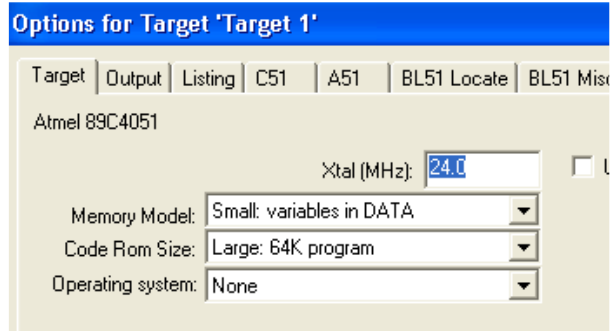 Options for Target 'Target 1'
Target Output Listing C51 A51 BL51 Locate BL51 Misc
Atmel 89C4051
Xtal (MHz): 24.0
Memory Model: Small: variables in DATA
Code Rom Size: Large: 64K program
Operating system: None